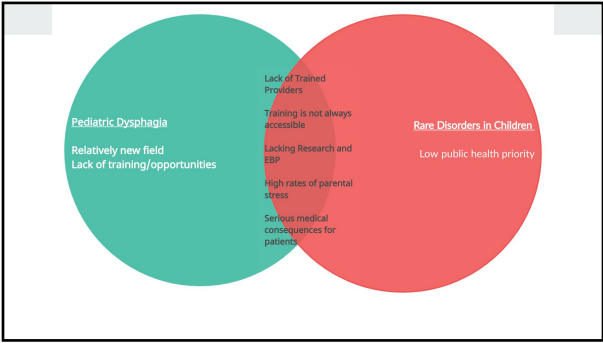 Pediatric Dysphagia
Relatively new field
Lack of training/opportunities
Lack of Trained
Providers
Training is not always
accessible
Lacking Research and
EBP
High rates of parental
stress
Serious medical
consequences for
patients
Rare Disorders in Children
Low public health priority